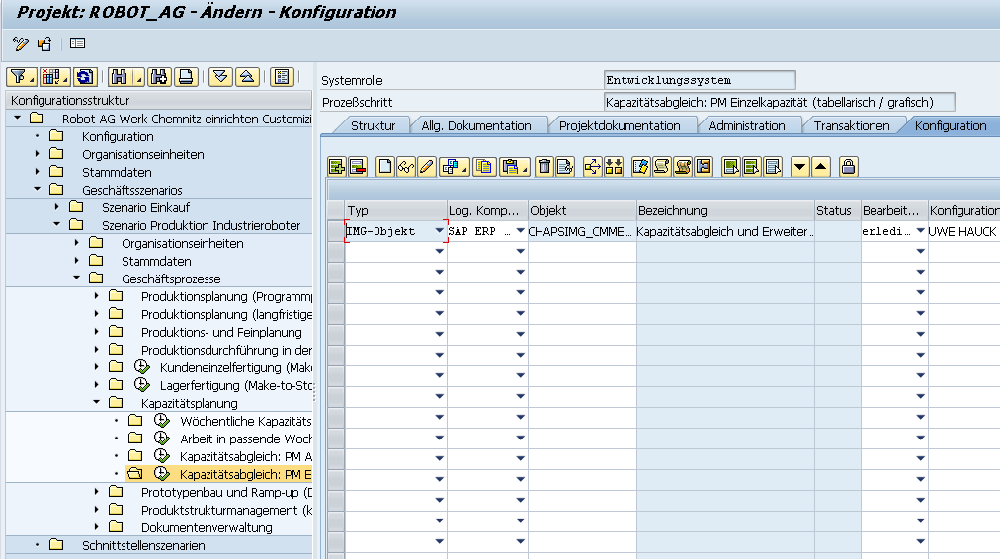 Projekt: ROBOT_AG - Ändern - Konfiguration
Systemrolle Entwicklungssystem
Prozeßschritt Kapazitätsabgleich: PM Einzelkapazität (tabellarisch / grafisch)
Struktur Allg. Dokumentation Projektdokumentation Administration Transaktionen Konfiguration
Konfigurationsstruktur
Robot AG Werk Chemnitz einrichten Customizi
Konfiguration
Organisationseinheiten
Stammdaten
Geschäftsszenarios
Szenario Einkauf
Szenario Produktion Industrieroboter
Organisationseinheiten
Stammdaten
Geschäftsprozesse
Produktionsplanung (Programmp
Produktionsplanung (langfristige
Produktions- und Feinplanung
Produktionsdurchführung in der
Kundeneinzelfertigung (Mak
Lagerfertigung (Make-to-Sto
Kapazitätsplanung
Wöchentliche Kapazitäts
Arbeit in passende Woch
Kapazitätsabgleich: PM A
Kapazitätsabgleich: PM E
Prototypenbau und Ramp-up (D
Produktstrukturmanagement (k
Dokumentenverwaltung
Schnittstellenszenarien
Typ Log. Komp... Objekt Bezeichnung Status Bearbeit... Konfiguration
IMG-Objekt SAP ERP ... CHAPSIMG_CMME... Kapazitätsabgleich und Erweiter... erledi... UWE HAUCK